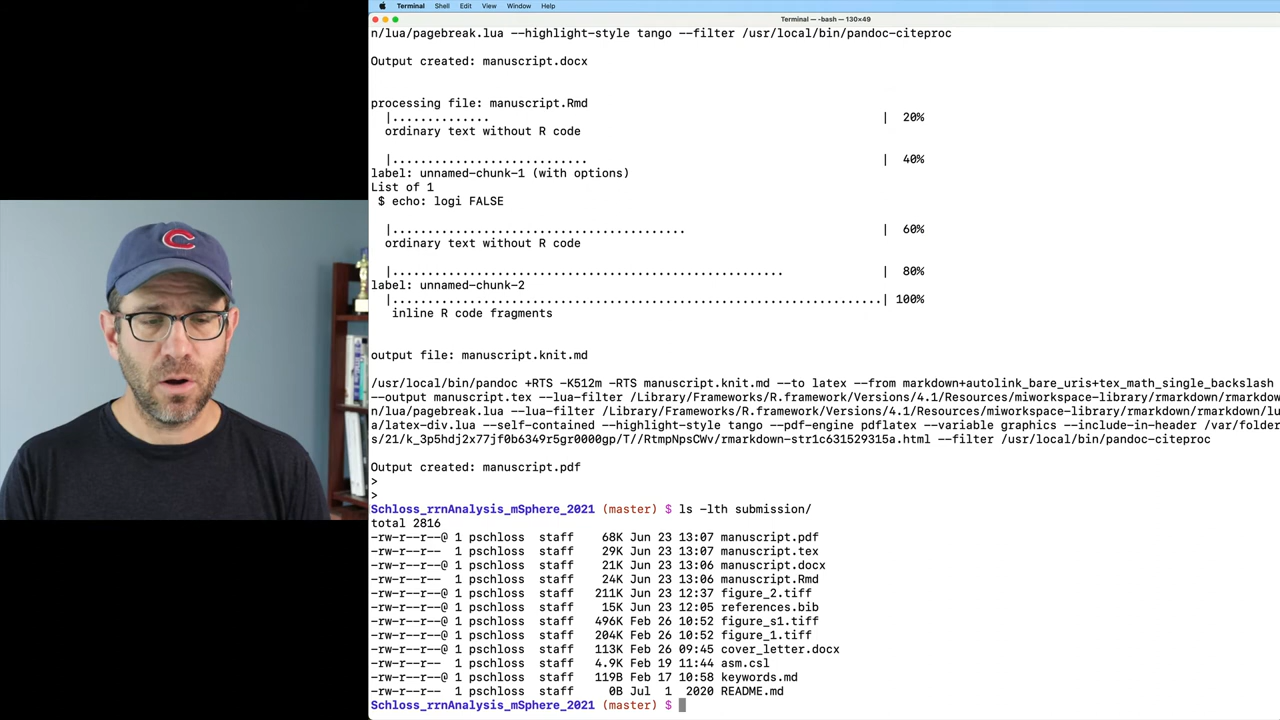 Terminal Shell Edit View Window Help
Terminal — -bash — 130×49
n/lua/pagebreak.lua --highlight-style tango --filter /usr/local/bin/pandoc-citeproc
Output created: manuscript.docx
processing file: manuscript.Rmd
|.............. | 20%
ordinary text without R code
|............................ | 40%
label: unnamed-chunk-1 (with options)
List of 1
$ echo: logi FALSE
|.......................................... | 60%
ordinary text without R code
|........................................................ | 80%
label: unnamed-chunk-2
|......................................................................| 100%
inline R code fragments
output file: manuscript.knit.md
/usr/local/bin/pandoc +RTS -K512m -RTS manuscript.knit.md --to latex --from markdown+autolink_bare_uris+tex_math_single_backslash
--output manuscript.tex --lua-filter /Library/Frameworks/R.framework/Versions/4.1/Resources/miworkspace-library/rmarkdown/rmarkdow
n/lua/pagebreak.lua --lua-filter /Library/Frameworks/R.framework/Versions/4.1/Resources/miworkspace-library/rmarkdown/rmarkdown/lu
a/latex-div.lua --self-contained --highlight-style tango --pdf-engine pdflatex --variable graphics --include-in-header /var/folder
s/21/k_3p5hdj2x77jf0b6349r5gr0000gp/T//RtmpNpsCWv/rmarkdown-str1c631529315a.html --filter /usr/local/bin/pandoc-citeproc
Output created: manuscript.pdf
>
>
Schloss_rrnAnalysis_mSphere_2021 (master) $ ls -lth submission/
total 2816
-rw-r--r--@ 1 pschloss staff 68K Jun 23 13:07 manuscript.pdf
-rw-r--r-- 1 pschloss staff 29K Jun 23 13:07 manuscript.tex
-rw-r--r--@ 1 pschloss staff 21K Jun 23 13:06 manuscript.docx
-rw-r--r-- 1 pschloss staff 24K Jun 23 13:06 manuscript.Rmd
-rw-r--r--@ 1 pschloss staff 211K Jun 23 12:37 figure_2.tiff
-rw-r--r-- 1 pschloss staff 15K Jun 23 12:05 references.bib
-rw-r--r--@ 1 pschloss staff 496K Feb 26 10:52 figure_s1.tiff
-rw-r--r--@ 1 pschloss staff 204K Feb 26 10:52 figure_1.tiff
-rw-r--r--@ 1 pschloss staff 113K Feb 26 09:45 cover_letter.docx
-rw-r--r-- 1 pschloss staff 4.9K Feb 19 11:44 asm.csl
-rw-r--r--@ 1 pschloss staff 119B Feb 17 10:58 keywords.md
-rw-r--r-- 1 pschloss staff 0B Jul 1 2020 README.md
Schloss_rrnAnalysis_mSphere_2021 (master) $
C